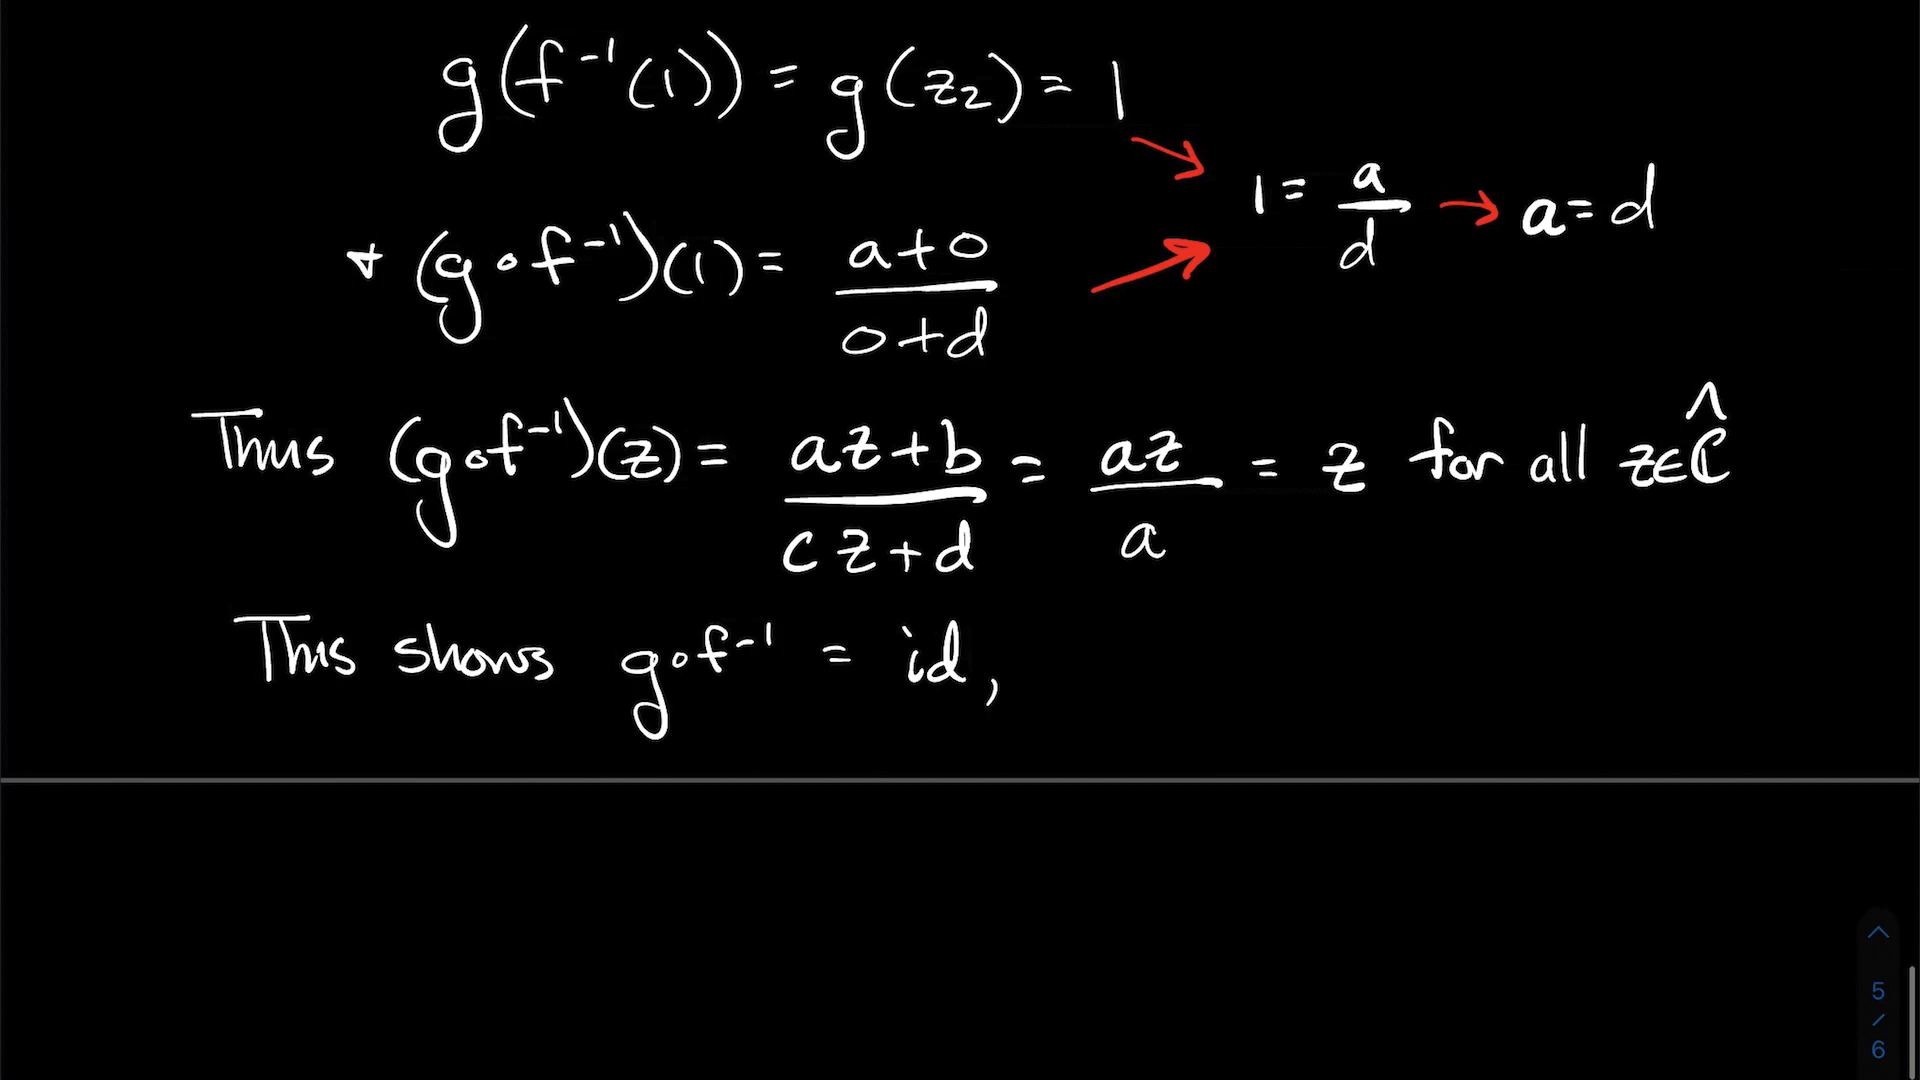 g(f⁻¹(1)) = g(z₂) = 1
1 = a/d → a = d
+ (g∘f⁻¹)(1) = (a+0)/(0+d)
Thus (g∘f⁻¹)(z) = (az+b)/(cz+d) = az/a = z for all z∈Ĉ
This shows g∘f⁻¹ = id,
5
/
6